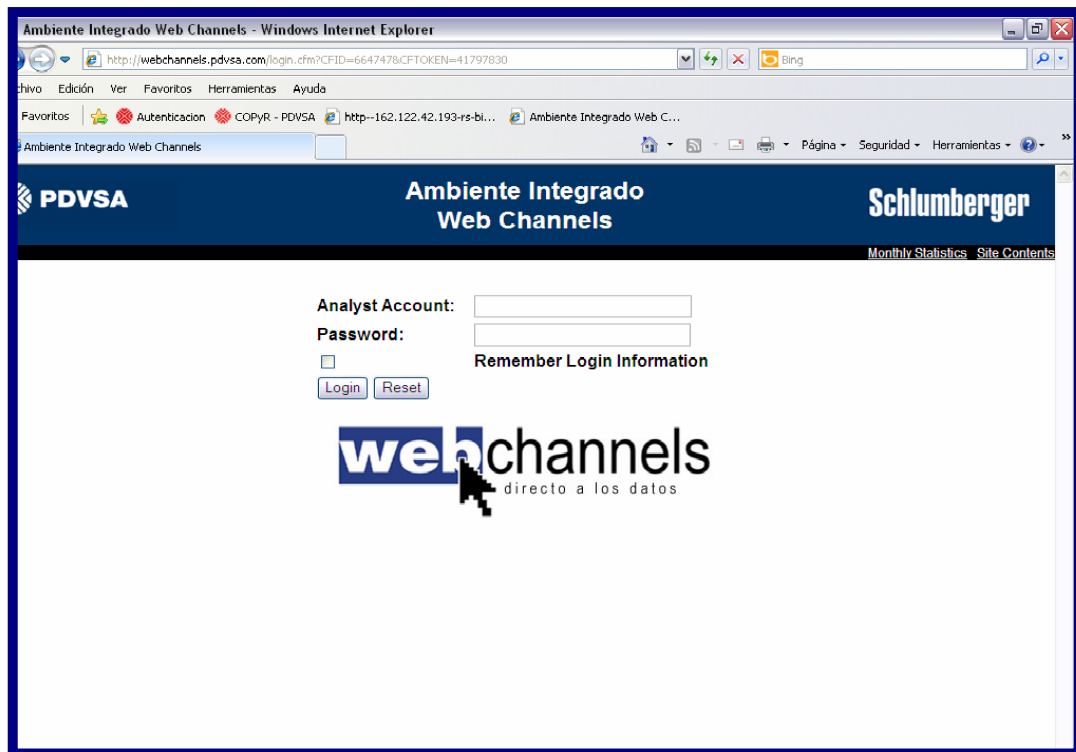 Ambiente Integrado Web Channels - Windows Internet Explorer
http://webchannels.pdvsa.com/login.cfm?CFID=664747&CFTOKEN=41797830
Bing
chivo Edición Ver Favoritos Herramientas Ayuda
Favoritos Autenticacion COPyR - PDVSA http--162.122.42.193-rs-bi... Ambiente Integrado Web C...
Ambiente Integrado Web Channels
Página Seguridad Herramientas
PDVSA
Ambiente Integrado
Web Channels
Schlumberger
Monthly Statistics Site Contents
Analyst Account:
Password:
Remember Login Information
Login Reset
webchannels
directo a los datos